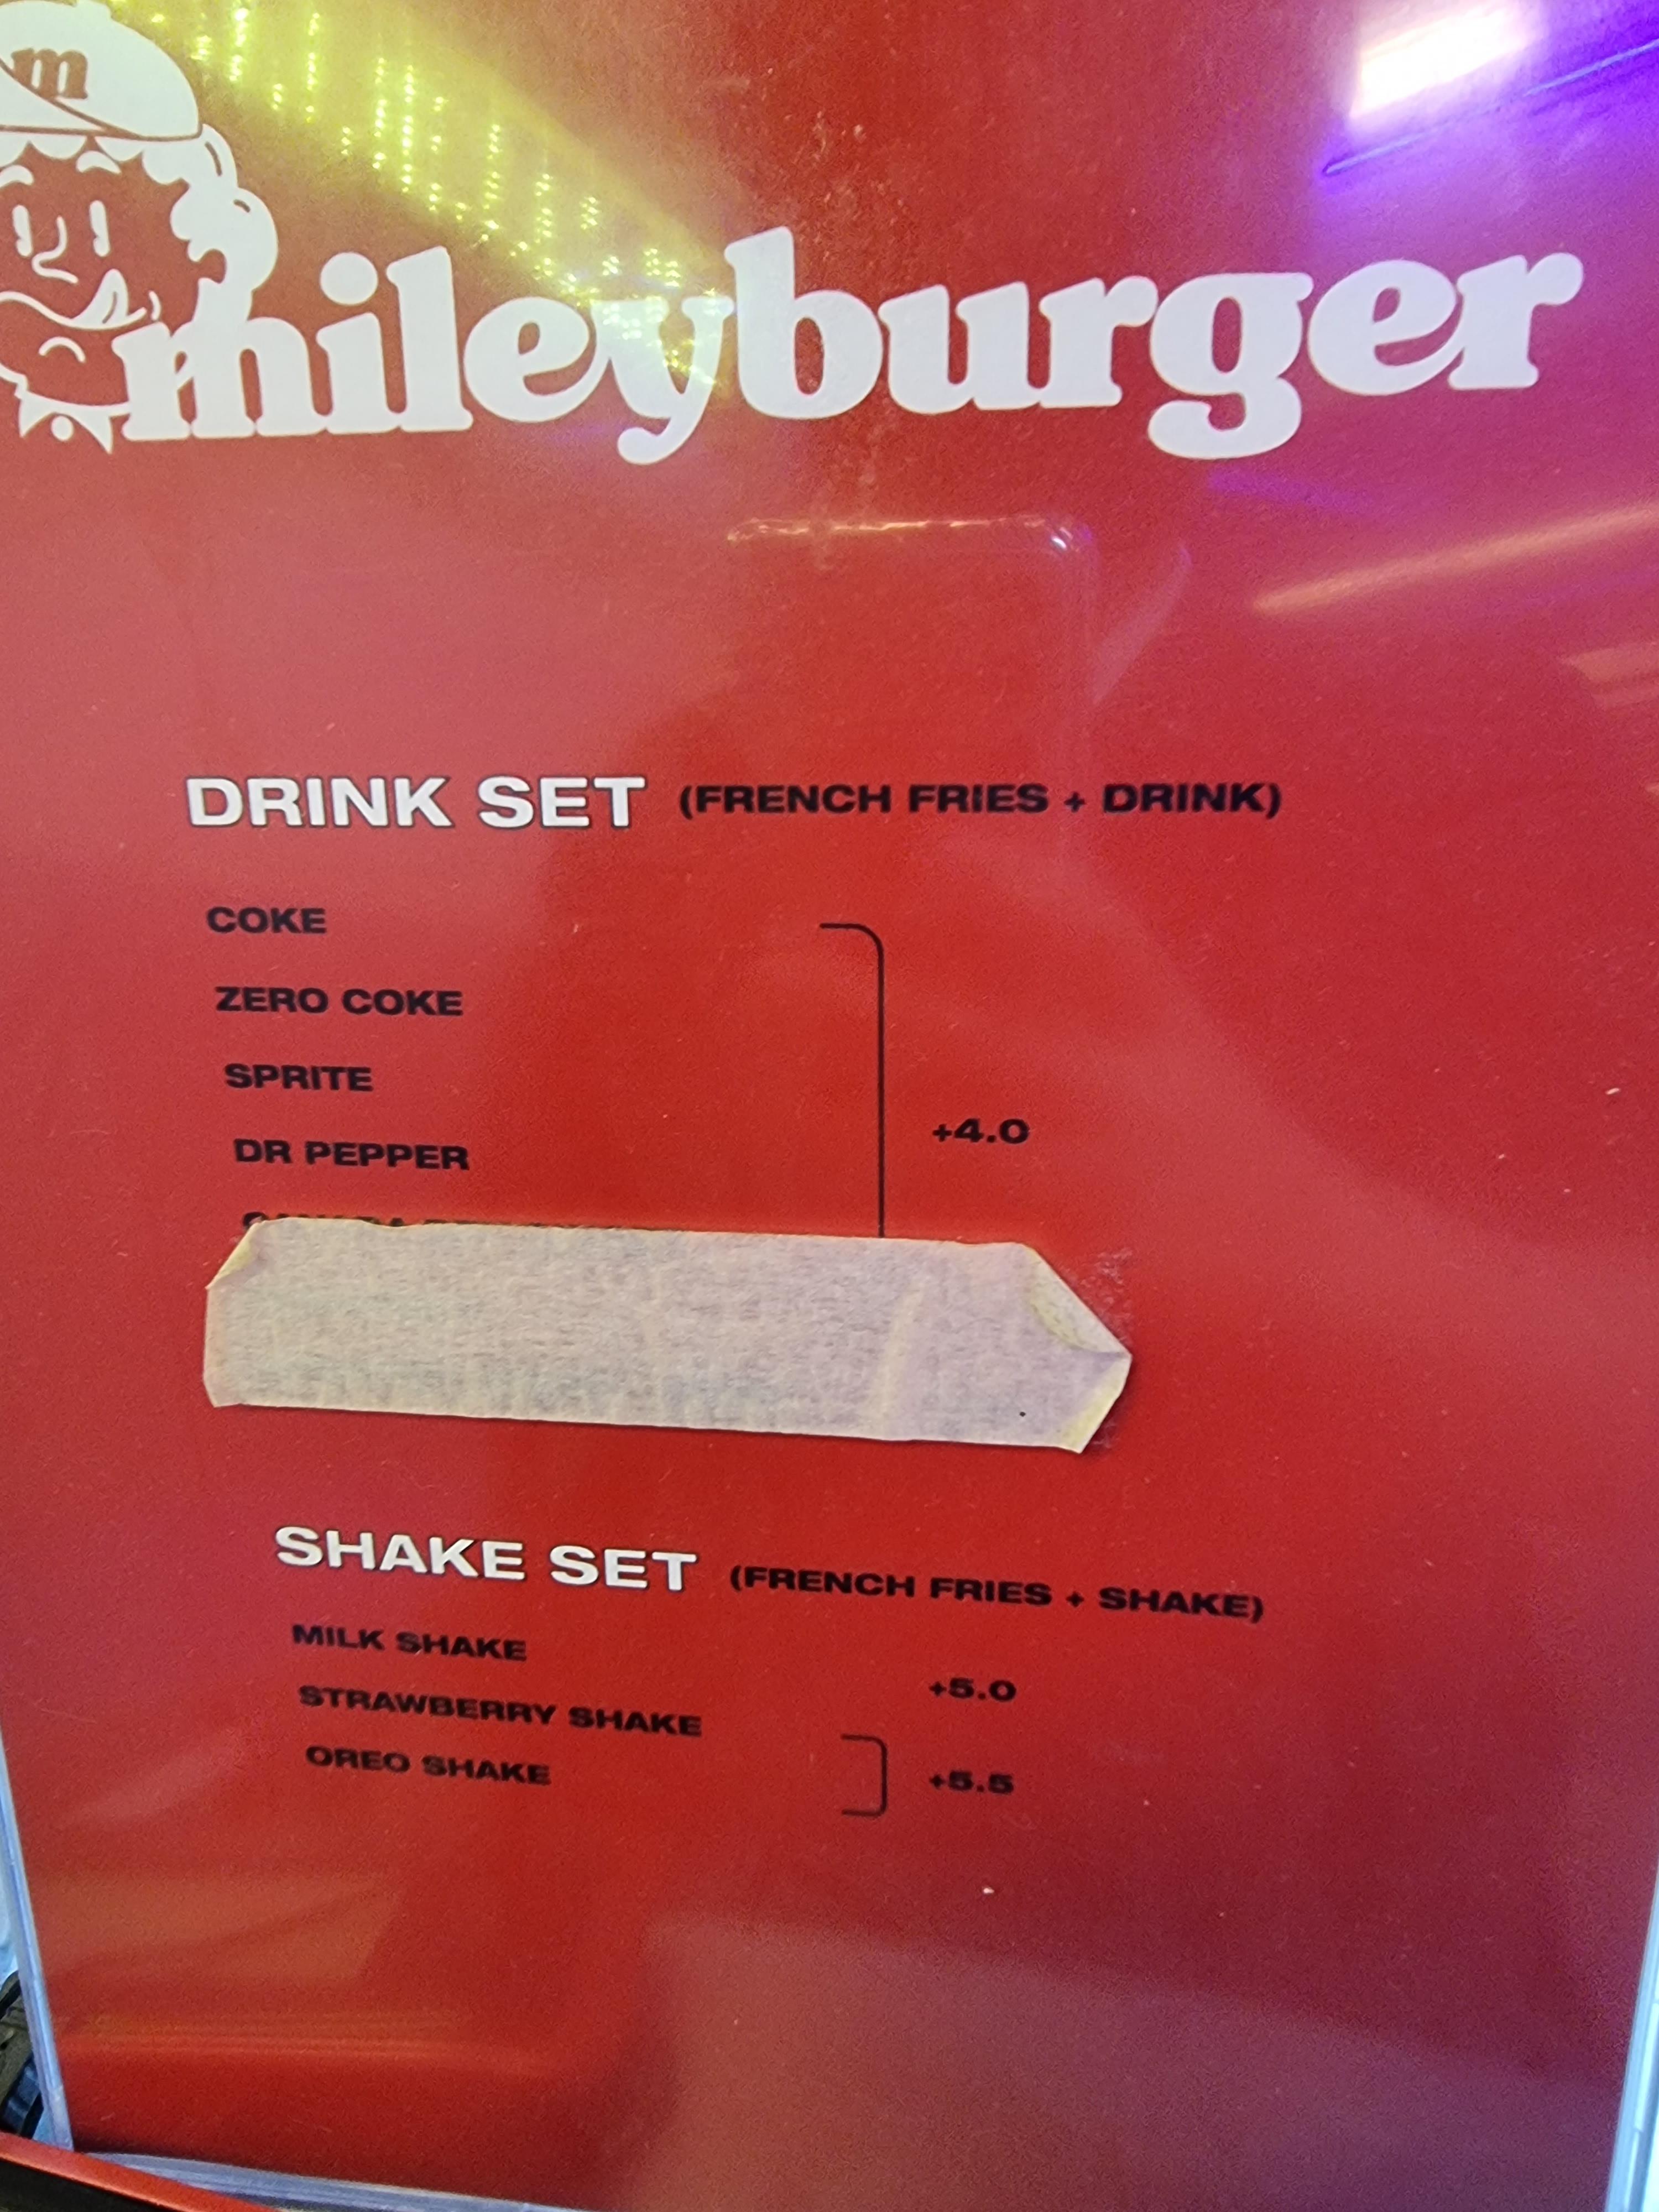 m
mileyburger
DRINK SET (FRENCH FRIES + DRINK)
COKE
ZERO COKE
SPRITE
+4.0
DR PEPPER
SHAKE SET (FRENCH FRIES + SHAKE)
MILK SHAKE
+5.0
STRAWBERRY SHAKE
OREO SHAKE
+5.5